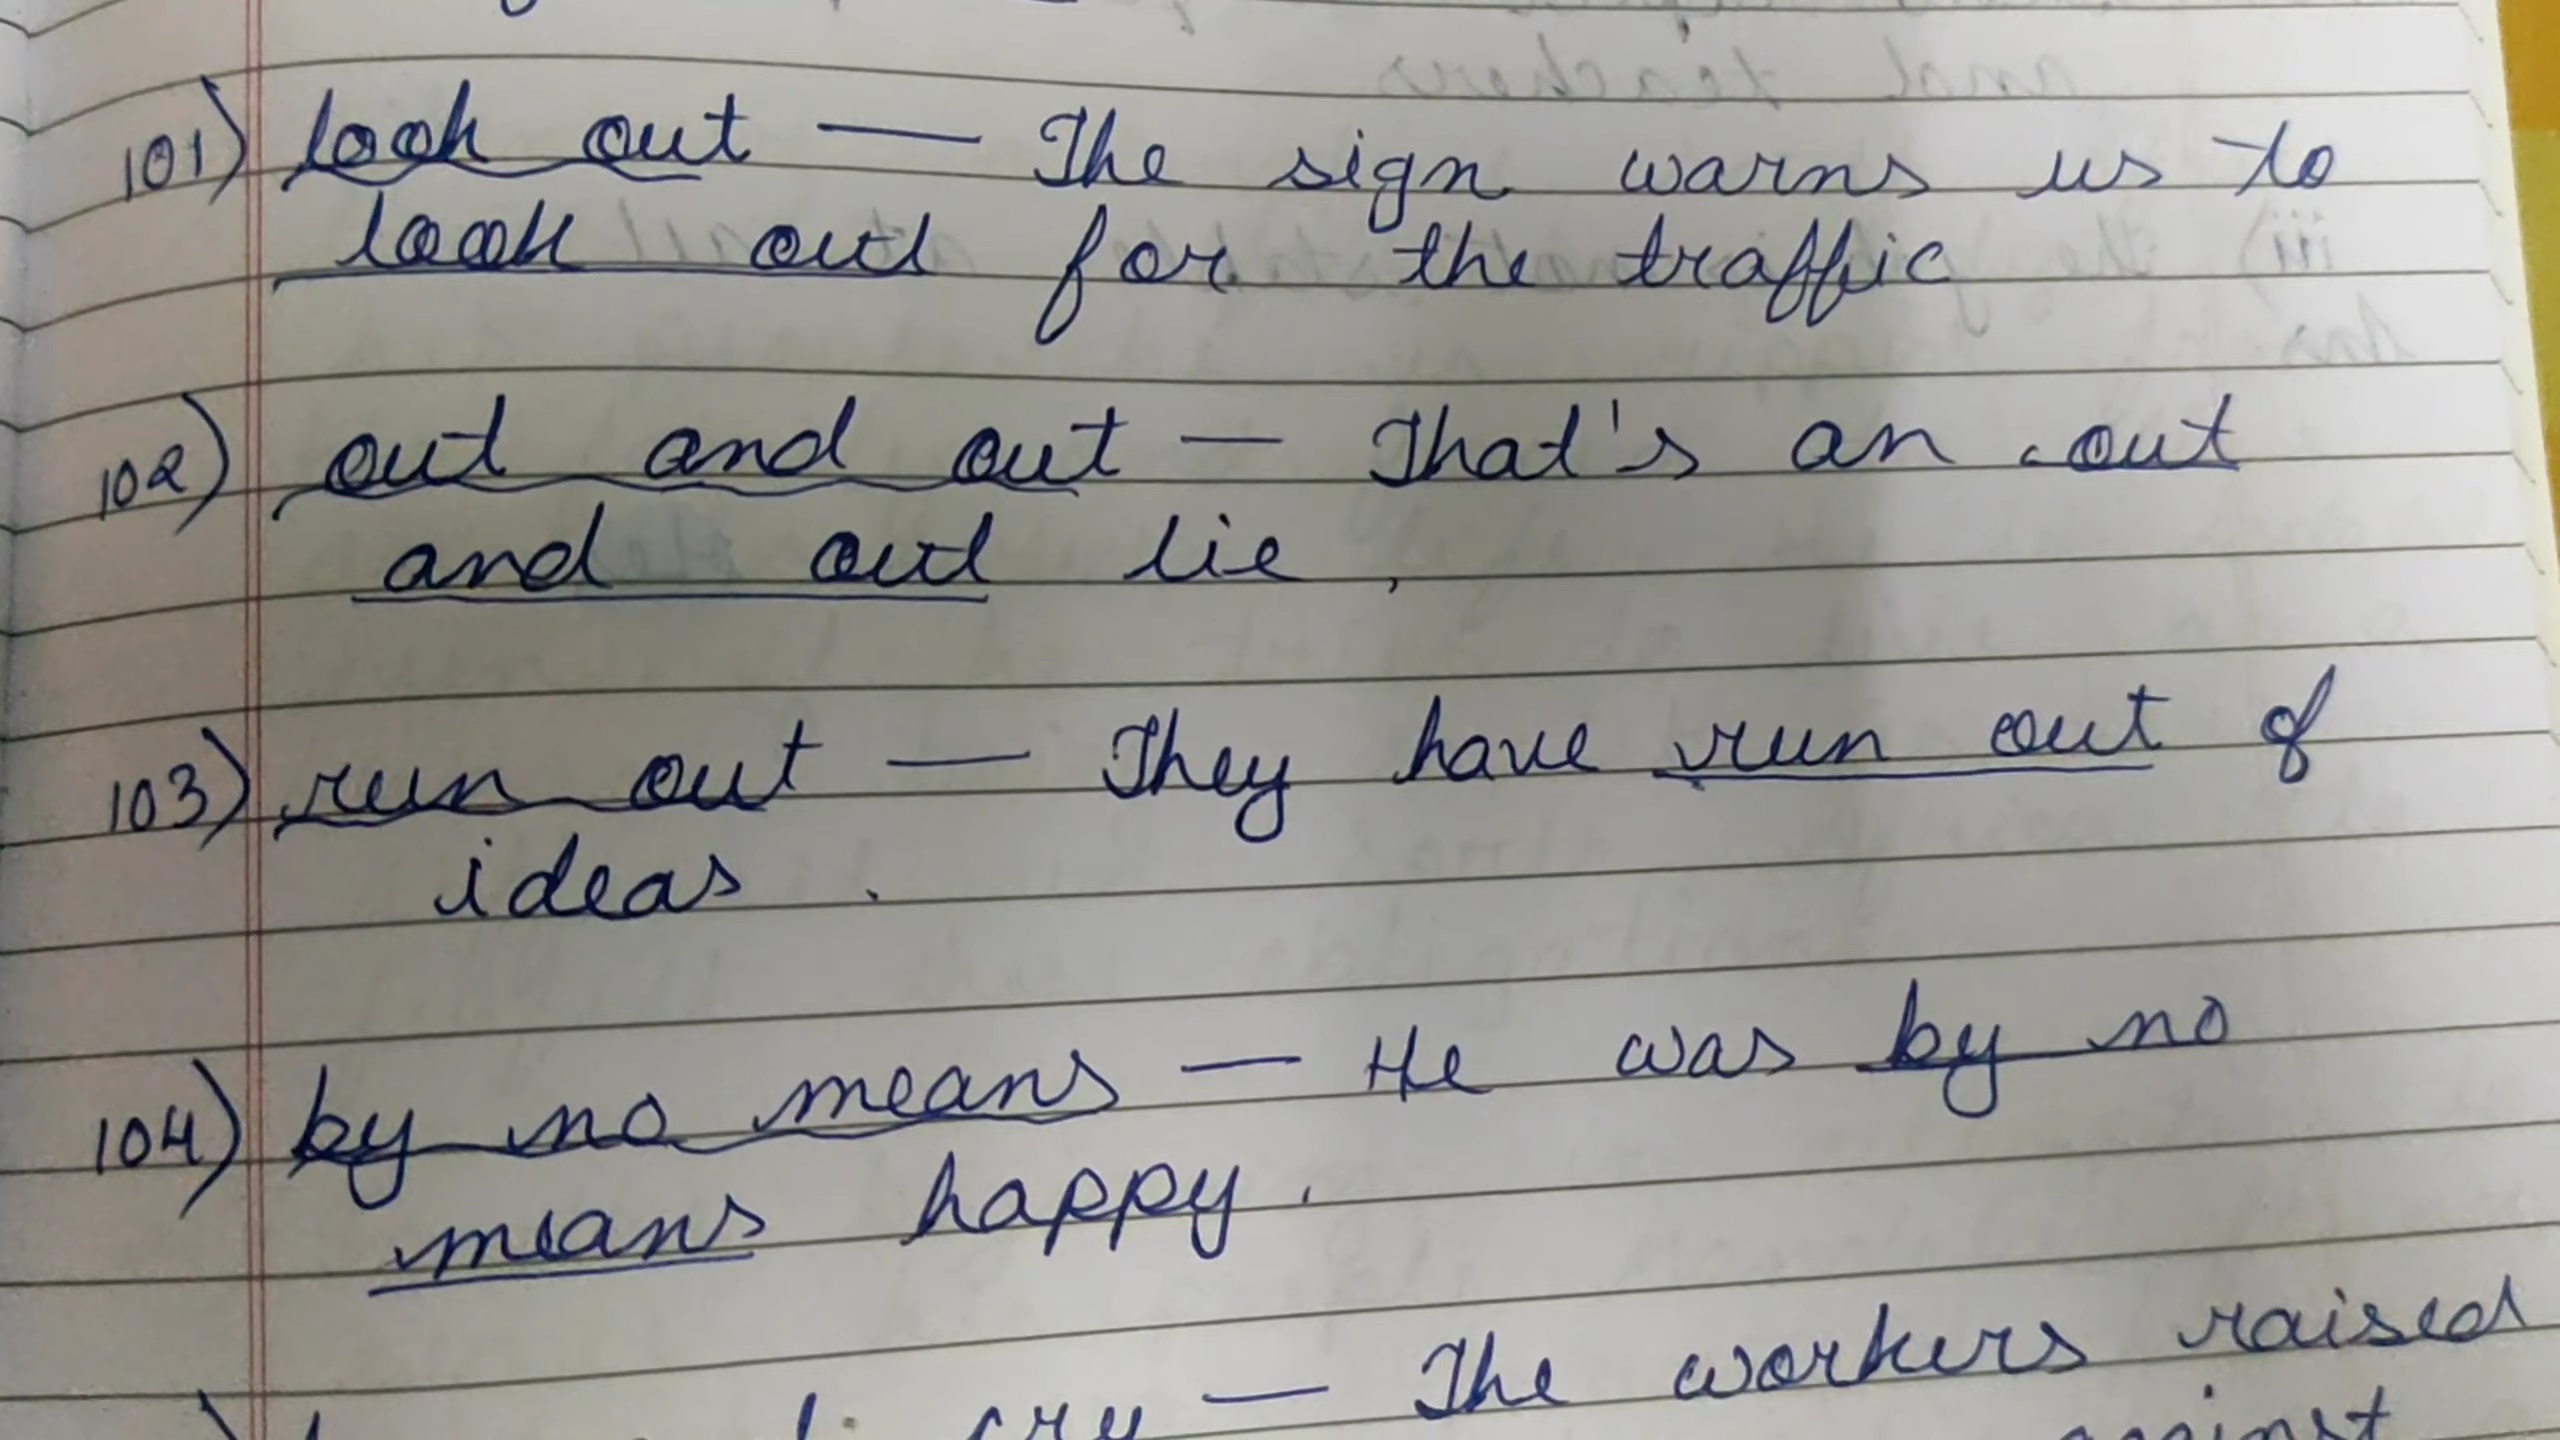 101) look out — The sign warns us to
look out for the traffic
102) out and out — That's an out
and out lie,
103) run out — They have run out of
ideas.
104) by no means — He was by no
means happy.
cry — The workers raised
against